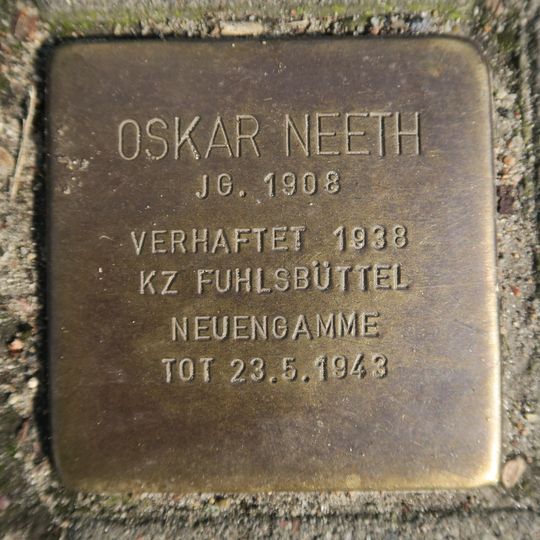 OSKAR NEETH
JG. 1908
VERHAFTET 1938
KZ FUHLSBÜTTEL
NEUENGAMME
TOT 23.5.1943